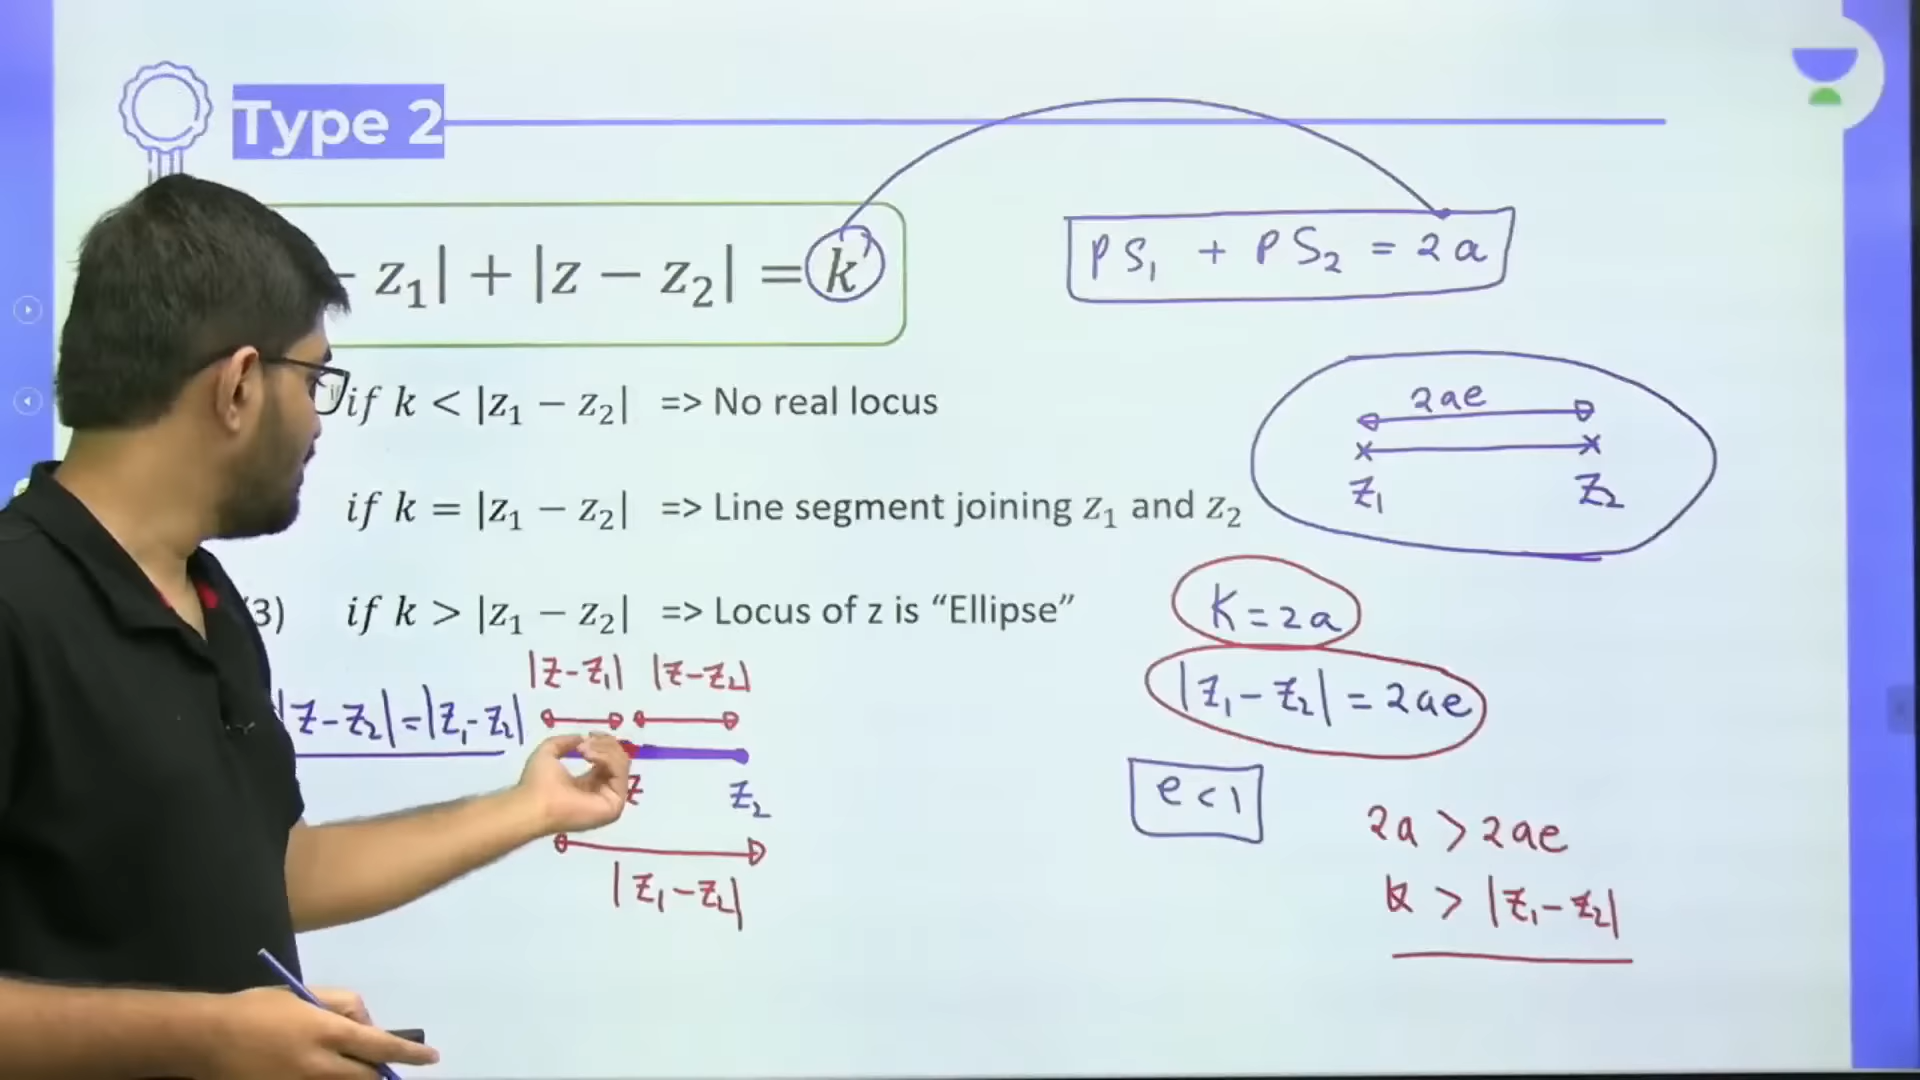 Type 2
- z₁| + |z − z₂| = k
PS₁ + PS₂ = 2a
if k < |z₁ − z₂| => No real locus
2ae
z₁ z₂
if k = |z₁ − z₂| => Line segment joining z₁ and z₂
3) if k > |z₁ − z₂| => Locus of z is “Ellipse”
K = 2a
|z-z₁| |z-z₂|
|z-z₂|=|z₁-z₂|
|z₁-z₂| = 2ae
z z₂
e<1
2a > 2ae
|z₁-z₂|
k > |z₁-z₂|